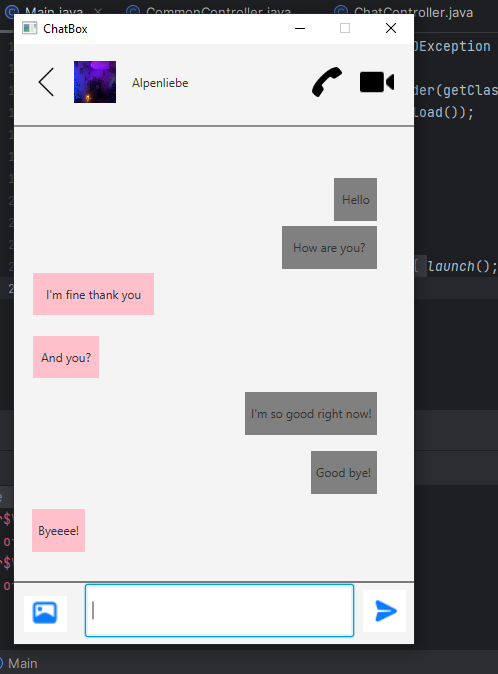 Main.java
CommonController.java
ChatController.java
ChatBox
Exception
Alpenliebe
der(getClas
load());
Hello
How are you?
launch();
I'm fine thank you
And you?
I'm so good right now!
Good bye!
Byeeee!
Main